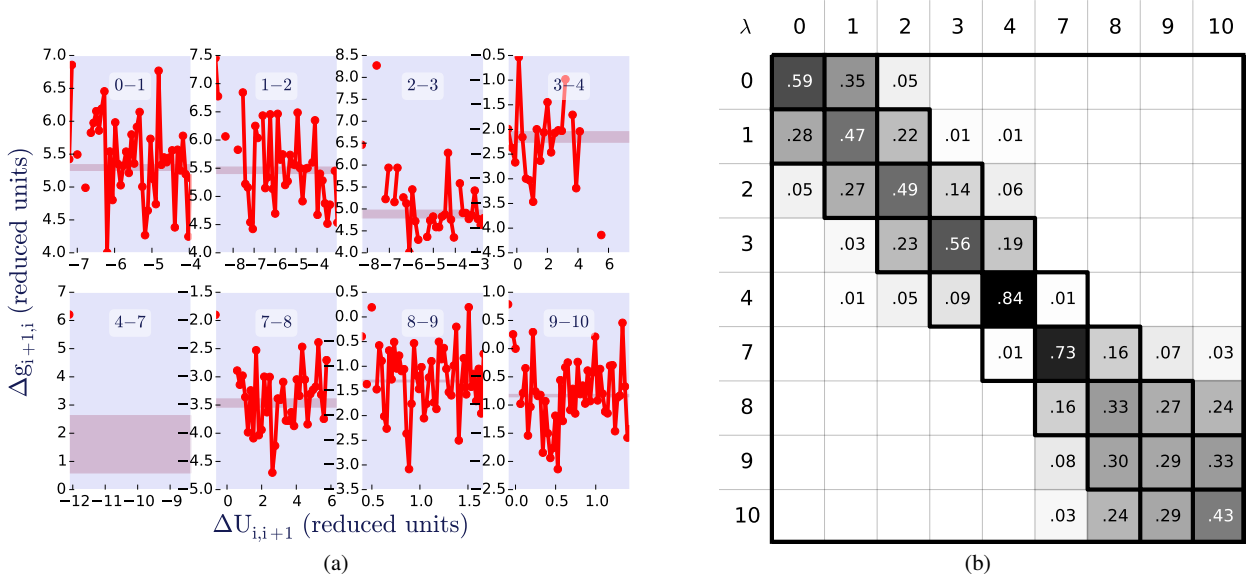 λ 0 1 2 3 4 7 8 9 10
7.0 7.5 8.5 −0.5
6.5 7.0 8.0 −1.0
6.0 6.5 7.5 −1.5
5.5 6.0 7.0 −2.0
5.0 5.5 6.5 −2.5
4.5 5.0 6.0 −3.0
4.0 4.5 5.5 −3.5
4.0 5.0 −4.0
4.5 −4.5
4.0
0−1 1−2 2−3 3−4
−7 −6 −5 −4 −8 −7 −6 −5 −4 −8 −7 −6 −5 −4 −3 0 2 4 6
7 −1.5 0.5 1.0
6 −2.0 0.0 0.5
5 −2.5 −0.5 0.0
4 −3.0 −1.0 −0.5
3 −3.5 −1.5 −1.0
2 −4.0 −2.0 −1.5
1 −4.5 −2.5 −2.0
0 −5.0 −3.0 −2.5
−3.5
4−7 7−8 8−9 9−10
−12 −11 −10 −9 0 2 4 6 0.5 1.0 1.5 0.0 0.5 1.0
Δg i+1,i (reduced units)
ΔU i,i+1 (reduced units)
(a)
0 .59 .35 .05
1 .28 .47 .22 .01 .01
2 .05 .27 .49 .14 .06
3 .03 .23 .56 .19
4 .01 .05 .09 .84 .01
7 .01 .73 .16 .07 .03
8 .16 .33 .27 .24
9 .08 .30 .29 .33
10 .03 .24 .29 .43
(b)